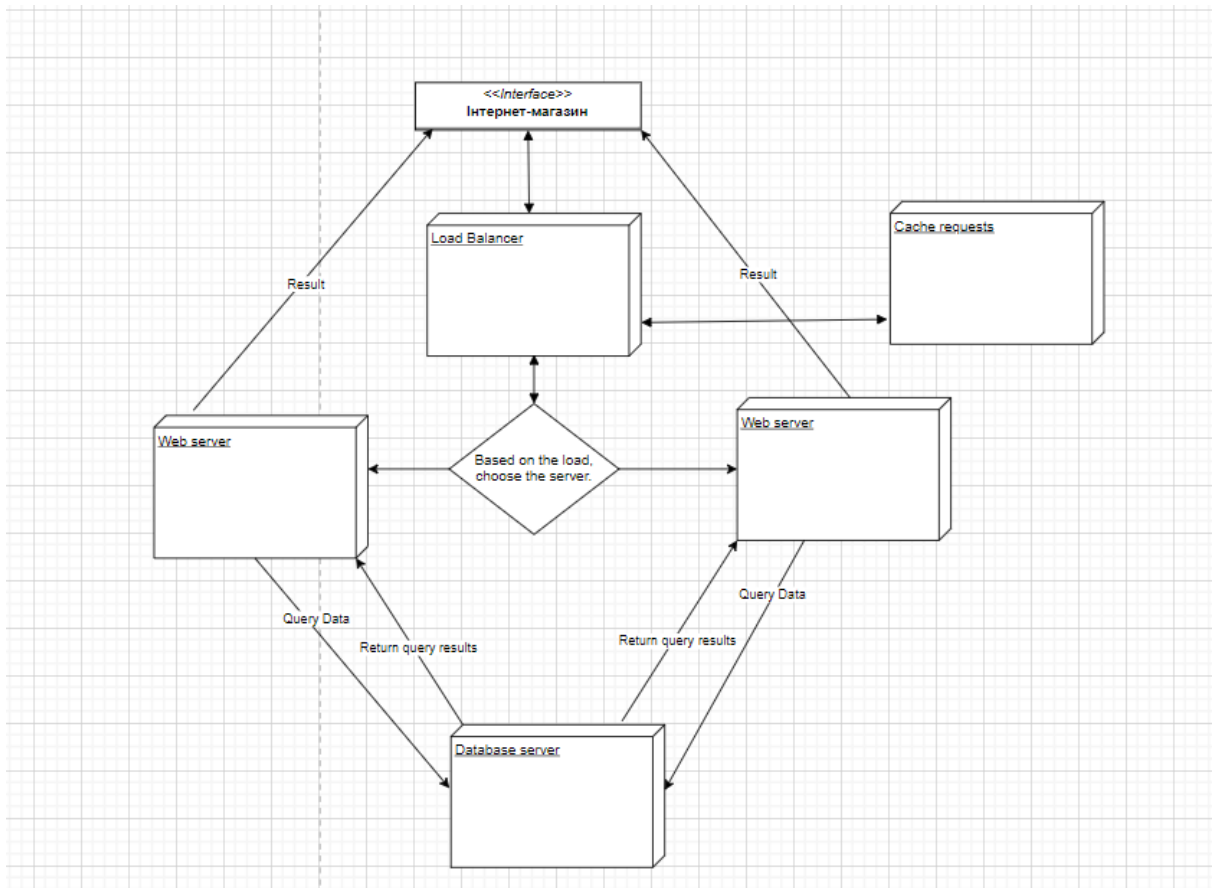 <<Interface>>
Інтернет-магазин
Load Balancer
Cache requests
Result
Result
Web server
Web server
Based on the load,
choose the server.
Query Data
Query Data
Return query results
Return query results
Database server